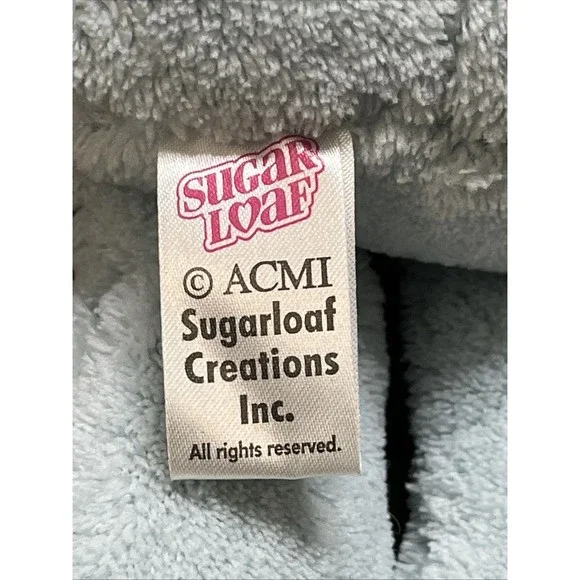 SUGAR
LOAF
© ACMI
Sugarloaf
Creations
Inc.
All rights reserved.